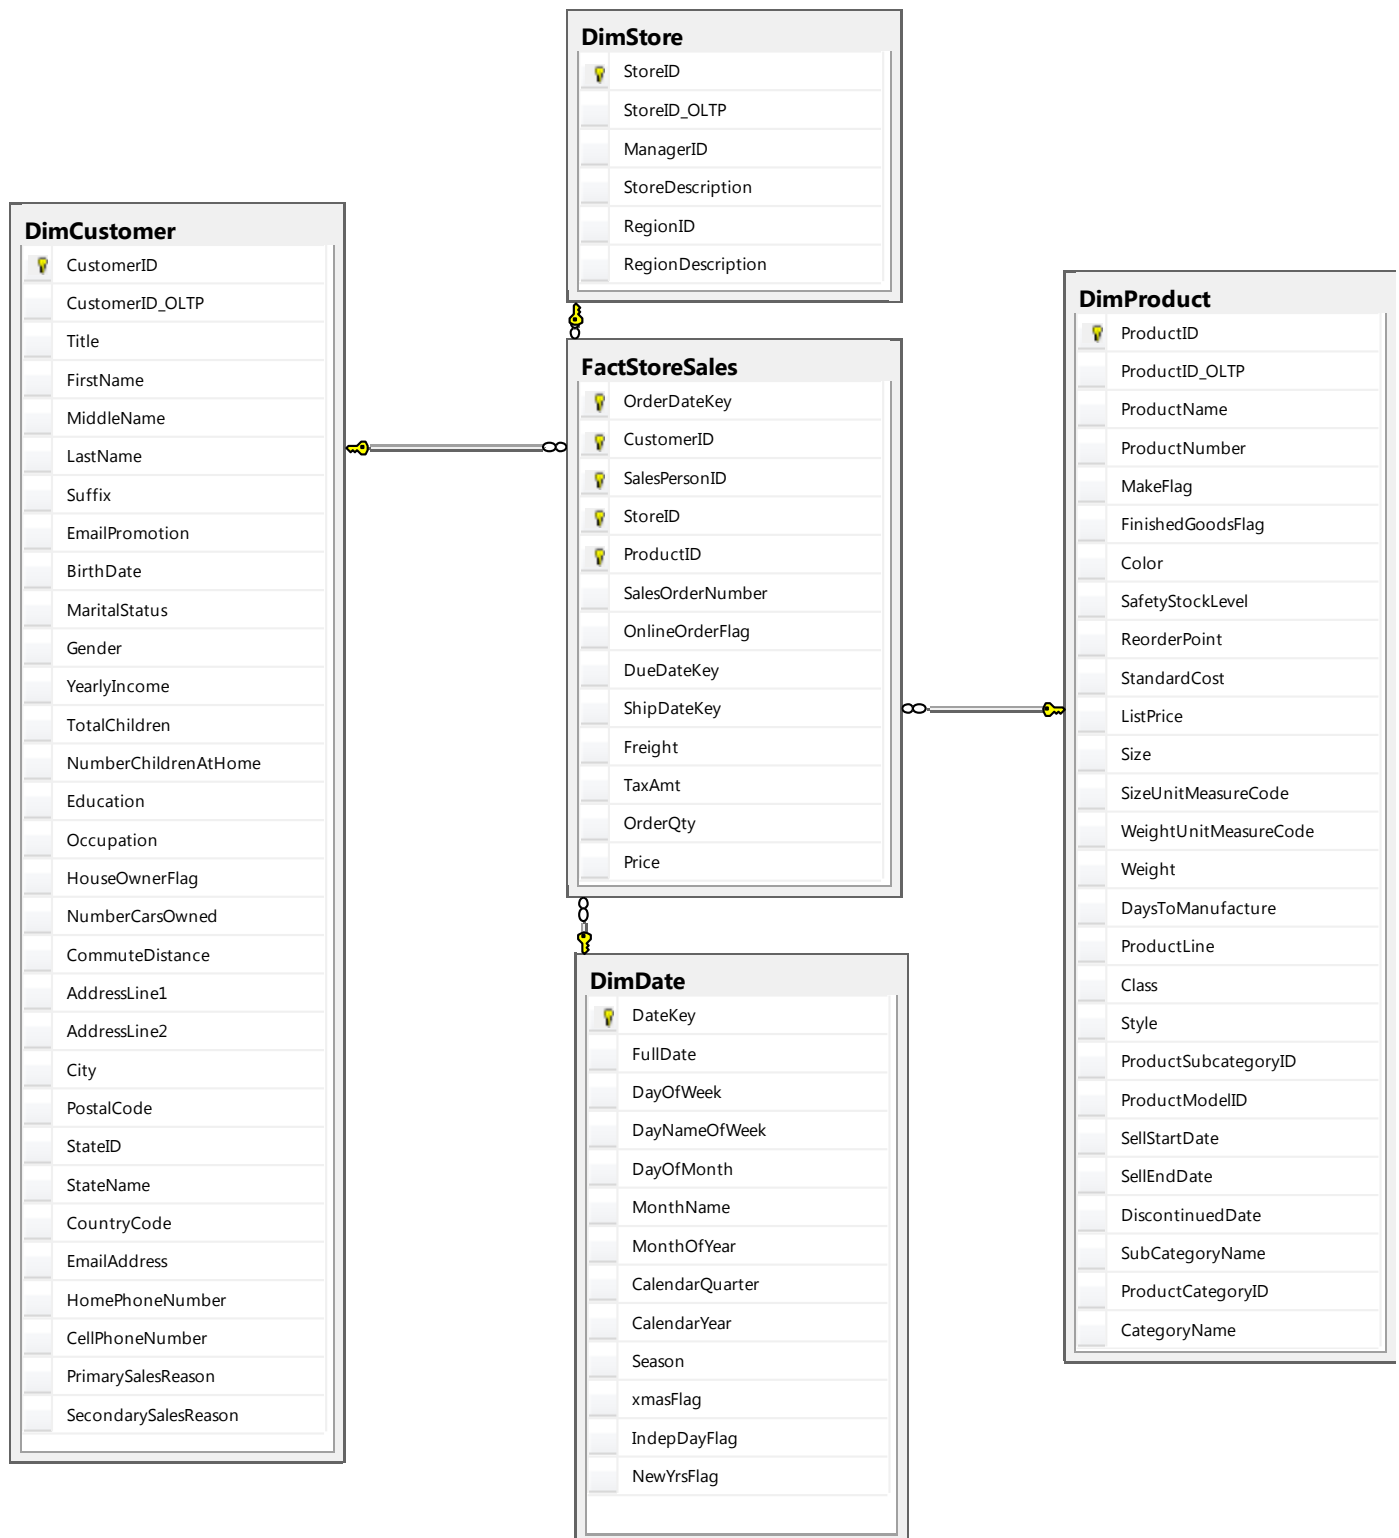 DimStore
StoreID
StoreID_OLTP
ManagerID
StoreDescription
RegionID
RegionDescription
DimCustomer
CustomerID
CustomerID_OLTP
Title
FirstName
MiddleName
LastName
Suffix
EmailPromotion
BirthDate
MaritalStatus
Gender
YearlyIncome
TotalChildren
NumberChildrenAtHome
Education
Occupation
HouseOwnerFlag
NumberCarsOwned
CommuteDistance
AddressLine1
AddressLine2
City
PostalCode
StateID
StateName
CountryCode
EmailAddress
HomePhoneNumber
CellPhoneNumber
PrimarySalesReason
SecondarySalesReason
FactStoreSales
OrderDateKey
CustomerID
SalesPersonID
StoreID
ProductID
SalesOrderNumber
OnlineOrderFlag
DueDateKey
ShipDateKey
Freight
TaxAmt
OrderQty
Price
DimProduct
ProductID
ProductID_OLTP
ProductName
ProductNumber
MakeFlag
FinishedGoodsFlag
Color
SafetyStockLevel
ReorderPoint
StandardCost
ListPrice
Size
SizeUnitMeasureCode
WeightUnitMeasureCode
Weight
DaysToManufacture
ProductLine
Class
Style
ProductSubcategoryID
ProductModelID
SellStartDate
SellEndDate
DiscontinuedDate
SubCategoryName
ProductCategoryID
CategoryName
DimDate
DateKey
FullDate
DayOfWeek
DayNameOfWeek
DayOfMonth
MonthName
MonthOfYear
CalendarQuarter
CalendarYear
Season
xmasFlag
IndepDayFlag
NewYrsFlag